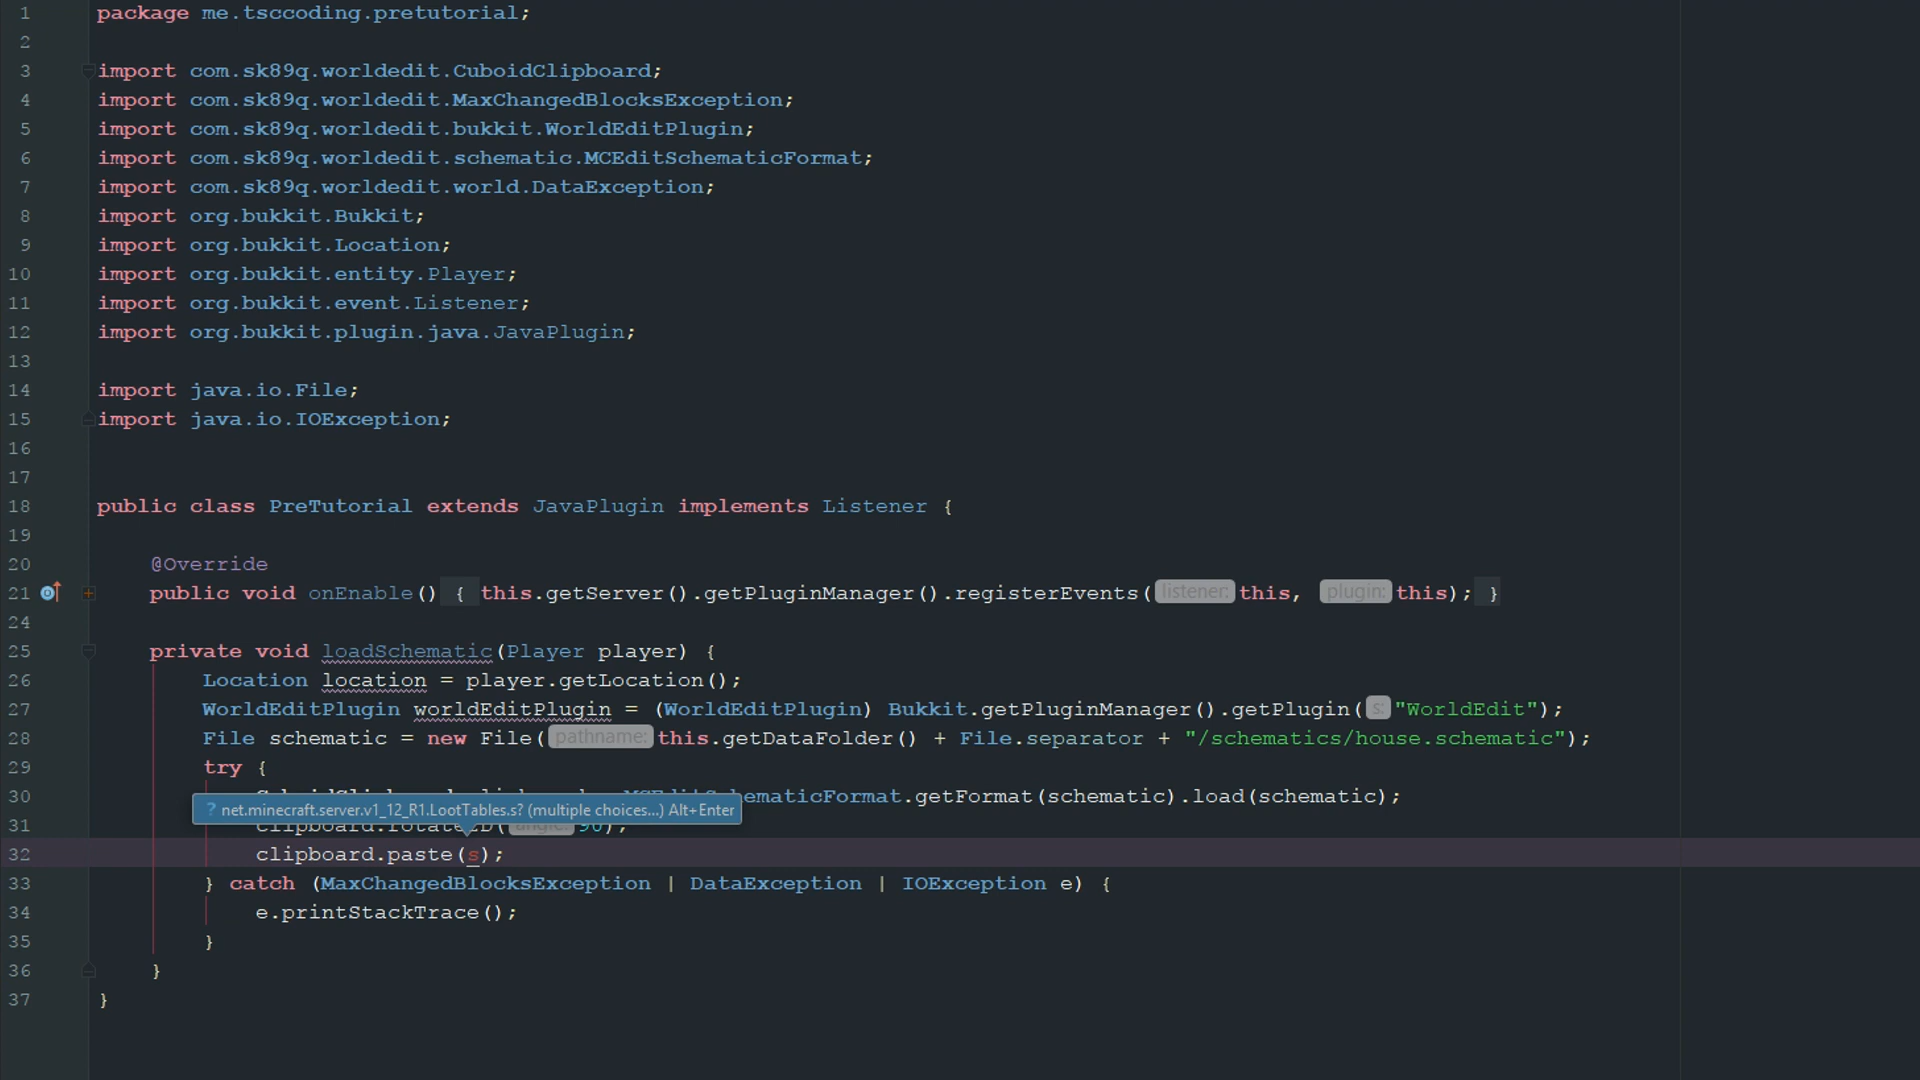 1 package me.tsccoding.pretutorial;
2
3 import com.sk89q.worldedit.CuboidClipboard;
4 import com.sk89q.worldedit.MaxChangedBlocksException;
5 import com.sk89q.worldedit.bukkit.WorldEditPlugin;
6 import com.sk89q.worldedit.schematic.MCEditSchematicFormat;
7 import com.sk89q.worldedit.world.DataException;
8 import org.bukkit.Bukkit;
9 import org.bukkit.Location;
10 import org.bukkit.entity.Player;
11 import org.bukkit.event.Listener;
12 import org.bukkit.plugin.java.JavaPlugin;
13
14 import java.io.File;
15 import java.io.IOException;
16
17
18 public class PreTutorial extends JavaPlugin implements Listener {
19
20 @Override
21 public void onEnable() { this.getServer().getPluginManager().registerEvents( listener: this, plugin: this); }
24
25 private void loadSchematic(Player player) {
26 Location location = player.getLocation();
27 WorldEditPlugin worldEditPlugin = (WorldEditPlugin) Bukkit.getPluginManager().getPlugin( s: "WorldEdit");
28 File schematic = new File( pathname: this.getDataFolder() + File.separator + "/schematics/house.schematic");
29 try {
30 hematicFormat.getFormat(schematic).load(schematic);
? net.minecraft.server.v1_12_R1.LootTables.s? (multiple choices...) Alt+Enter
31 clipboard.rotate2D( angle: 90);
32 clipboard.paste(s);
33 } catch (MaxChangedBlocksException | DataException | IOException e) {
34 e.printStackTrace();
35 }
36 }
37 }